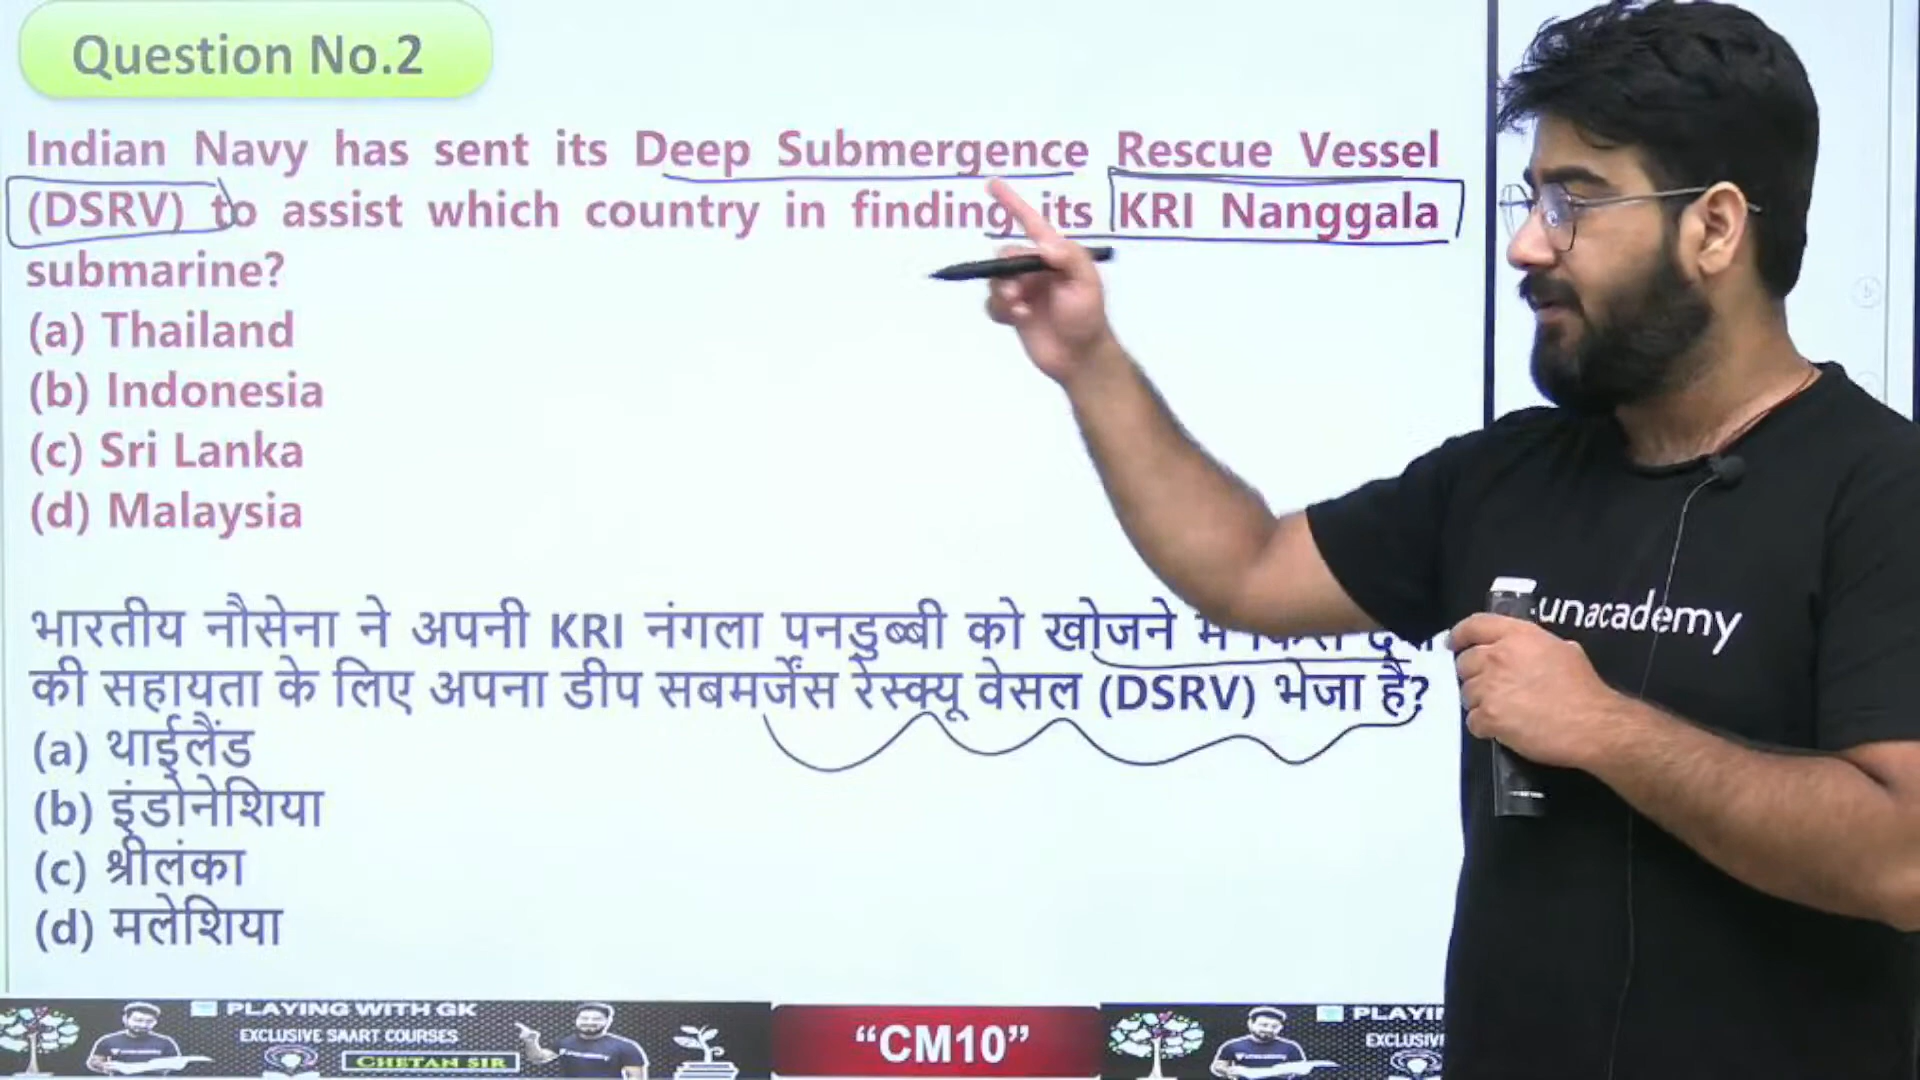 Question No.2
Indian Navy has sent its Deep Submergence Rescue Vessel
(DSRV) to assist which country in finding its KRI Nanggala
submarine?
(a) Thailand
(b) Indonesia
(c) Sri Lanka
(d) Malaysia
भारतीय नौसेना ने अपनी KRI नंगला पनडुब्बी को खोजने में किस
की सहायता के लिए अपना डीप सबमर्जेंस रेस्क्यू वेसल (DSRV) भेजा है?
(a) थाईलैंड
(b) इंडोनेशिया
(c) श्रीलंका
(d) मलेशिया
unacademy
PLAYING WITH GK
EXCLUSIVE SAART COURSES
CHETAN SIR
“CM10”